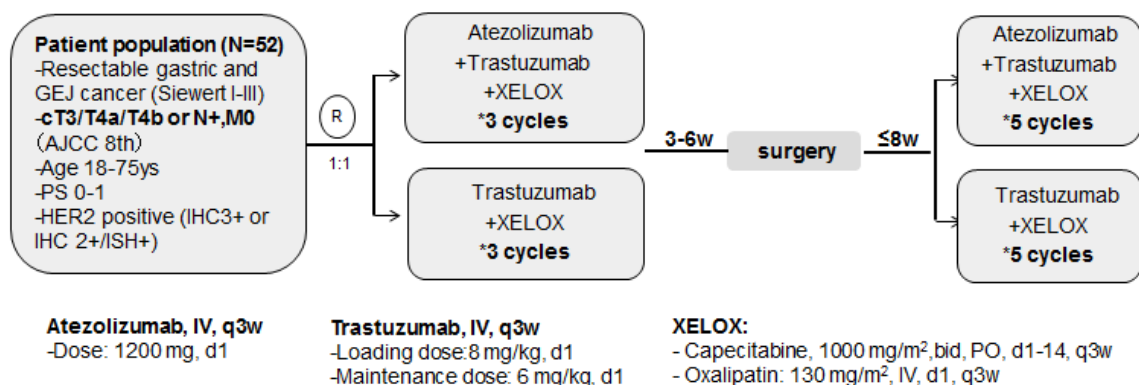 Patient population (N=52)
-Resectable gastric and
GEJ cancer (Siewert I-III)
-cT3/T4a/T4b or N+,M0
（AJCC 8th）
-Age 18-75ys
-PS 0-1
-HER2 positive (IHC3+ or
IHC 2+/ISH+)
R
1:1
Atezolizumab
+Trastuzumab
+XELOX
*3 cycles
Trastuzumab
+XELOX
*3 cycles
3-6w
surgery
≤8w
Atezolizumab
+Trastuzumab
+XELOX
*5 cycles
Trastuzumab
+XELOX
*5 cycles
Atezolizumab, IV, q3w
-Dose: 1200 mg, d1
Trastuzumab, IV, q3w
-Loading dose:8 mg/kg, d1
-Maintenance dose: 6 mg/kg, d1
XELOX:
- Capecitabine, 1000 mg/m²,bid, PO, d1-14, q3w
- Oxalipatin: 130 mg/m², IV, d1, q3w